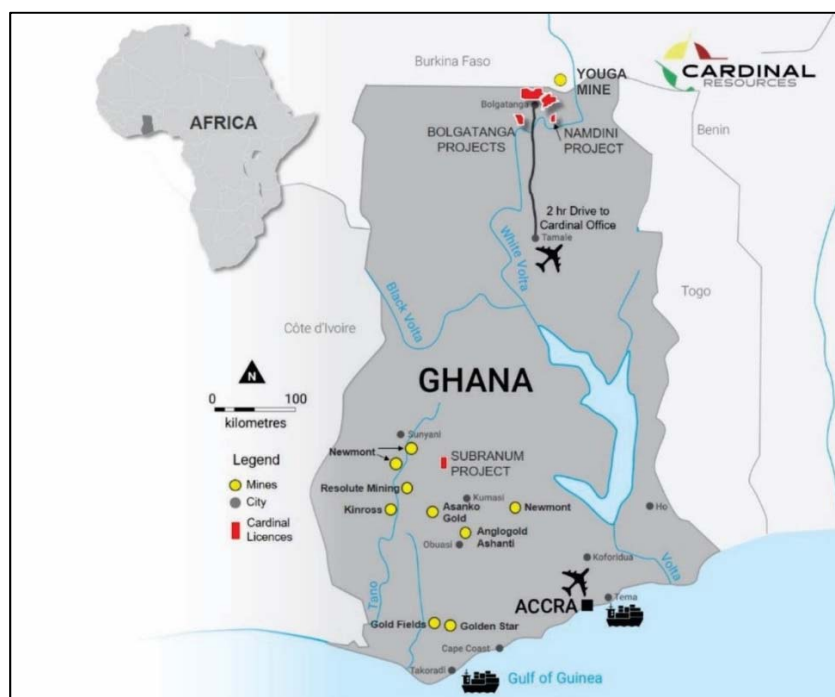 Burkina Faso
YOUGA
MINE
CARDINAL
RESOURCES
AFRICA
Bolgatanga
BOLGATANGA
PROJECTS
NAMDINI
PROJECT
Benin
2 hr Drive to
Cardinal Office
Tamale
White Volta
Black Volta
Togo
Côte d'Ivoire
GHANA
N
0 100
kilometres
Legend
Mines
City
Cardinal
Licences
Sunyani
Newmont
SUBRANUM
PROJECT
Resolute Mining
Kumasi
Kinross
Asanko
Gold
Newmont
Ho
Anglogold
Ashanti
Obuasi
Koforidua
Volta
Tano
Tema
ACCRA
Gold Fields
Golden Star
Cape Coast
Takoradi
Gulf of Guinea